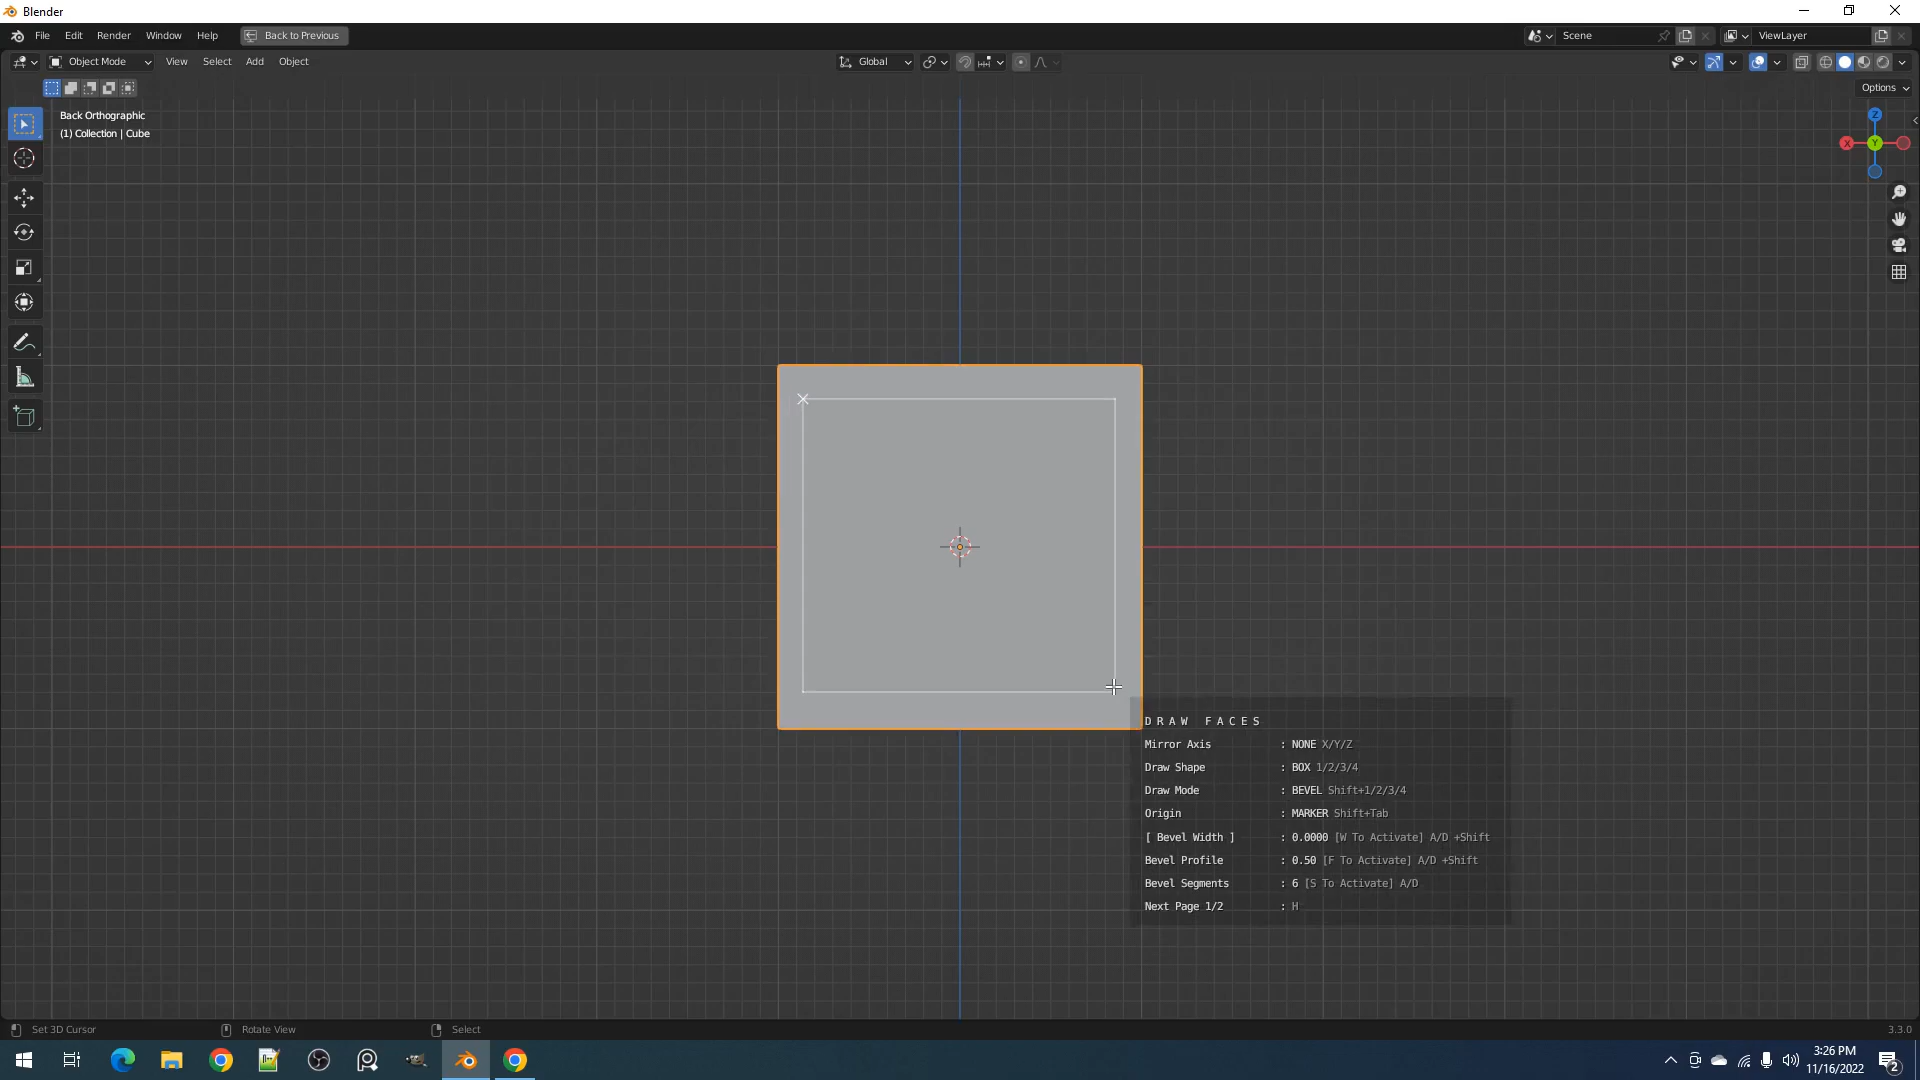 Blender
File Edit Render Window Help Back to Previous Scene ViewLayer
Object Mode View Select Add Object Global
Options
Back Orthographic
(1) Collection | Cube
Z
X Y
DRAW FACES
Mirror Axis : NONE X/Y/Z
Draw Shape : BOX 1/2/3/4
Draw Mode : BEVEL Shift+1/2/3/4
Origin : MARKER Shift+Tab
[ Bevel Width ] : 0.0000 [W To Activate] A/D +Shift
Bevel Profile : 0.50 [F To Activate] A/D +Shift
Bevel Segments : 6 [S To Activate] A/D
Next Page 1/2 : H
Set 3D Cursor Rotate View Select 3.3.0
3:26 PM
11/16/2022
2